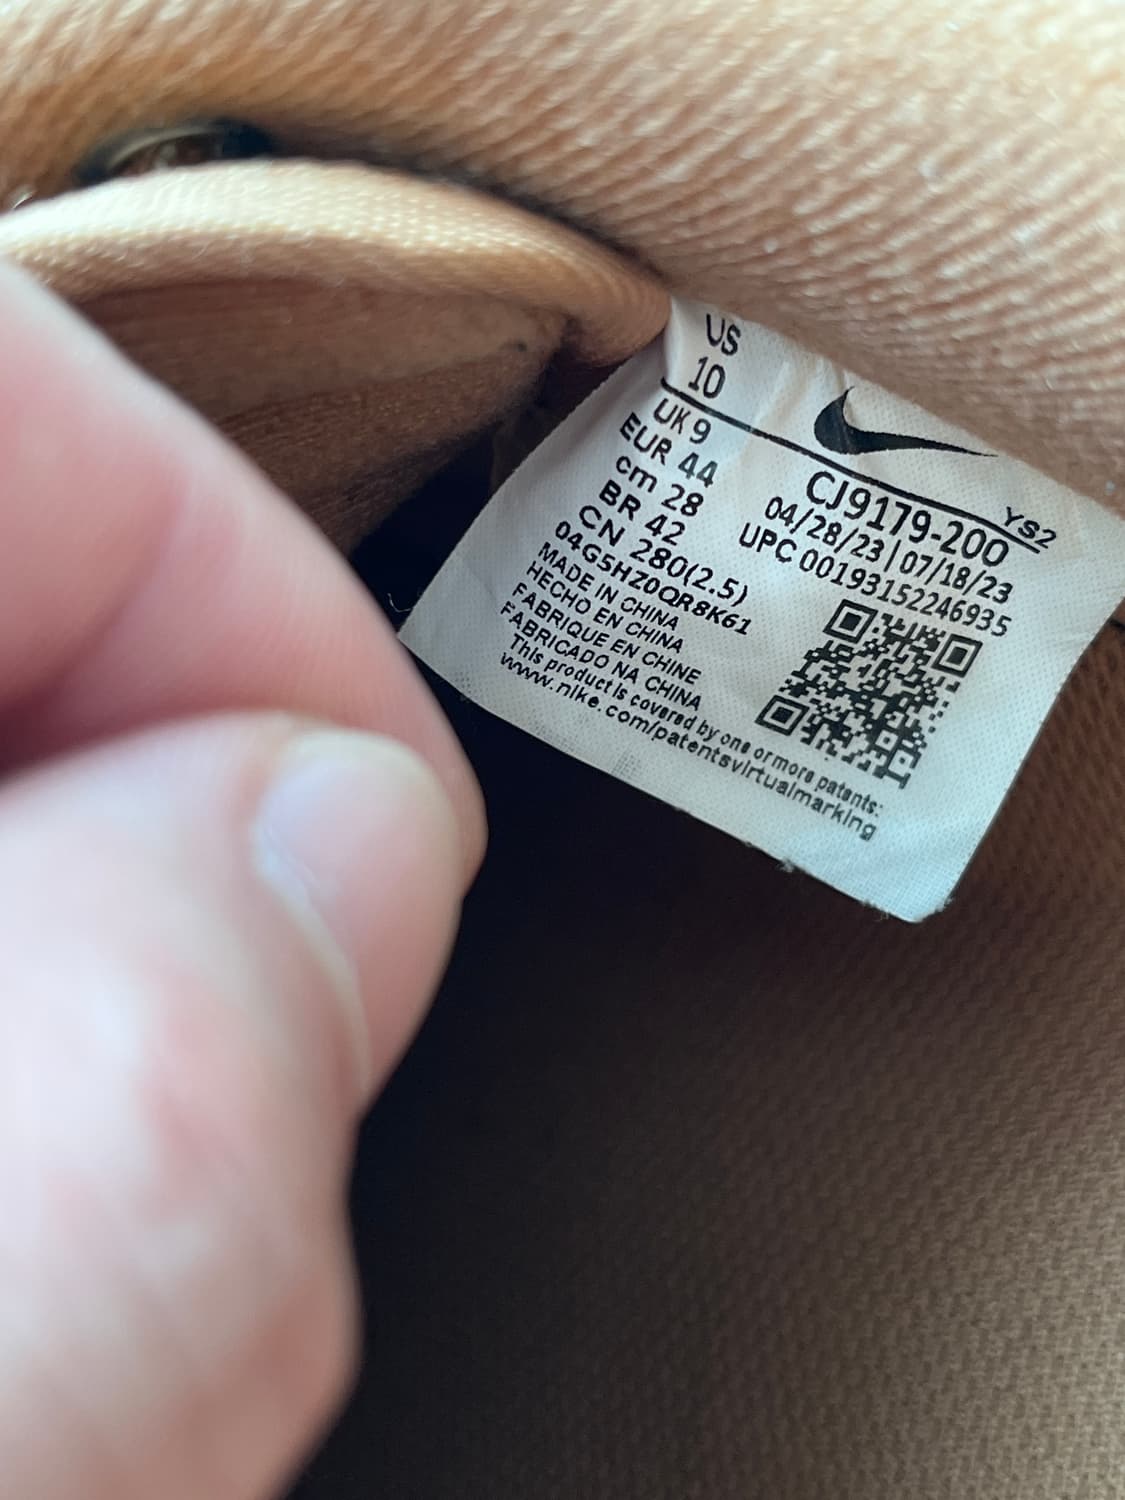 US
10
UK 9
EUR 44
cm 28
BR 42
CN 280(2.5)
04G5HZ0QR8K61
MADE IN CHINA
HECHO EN CHINA
FABRIQUE EN CHINE
FABRICADO NA CHINA
This product is covered by one or more patents:
www.nike.com/patentsvirtualmarking
YS2
CJ9179-200
04/28/23|07/18/23
UPC 00193152246935